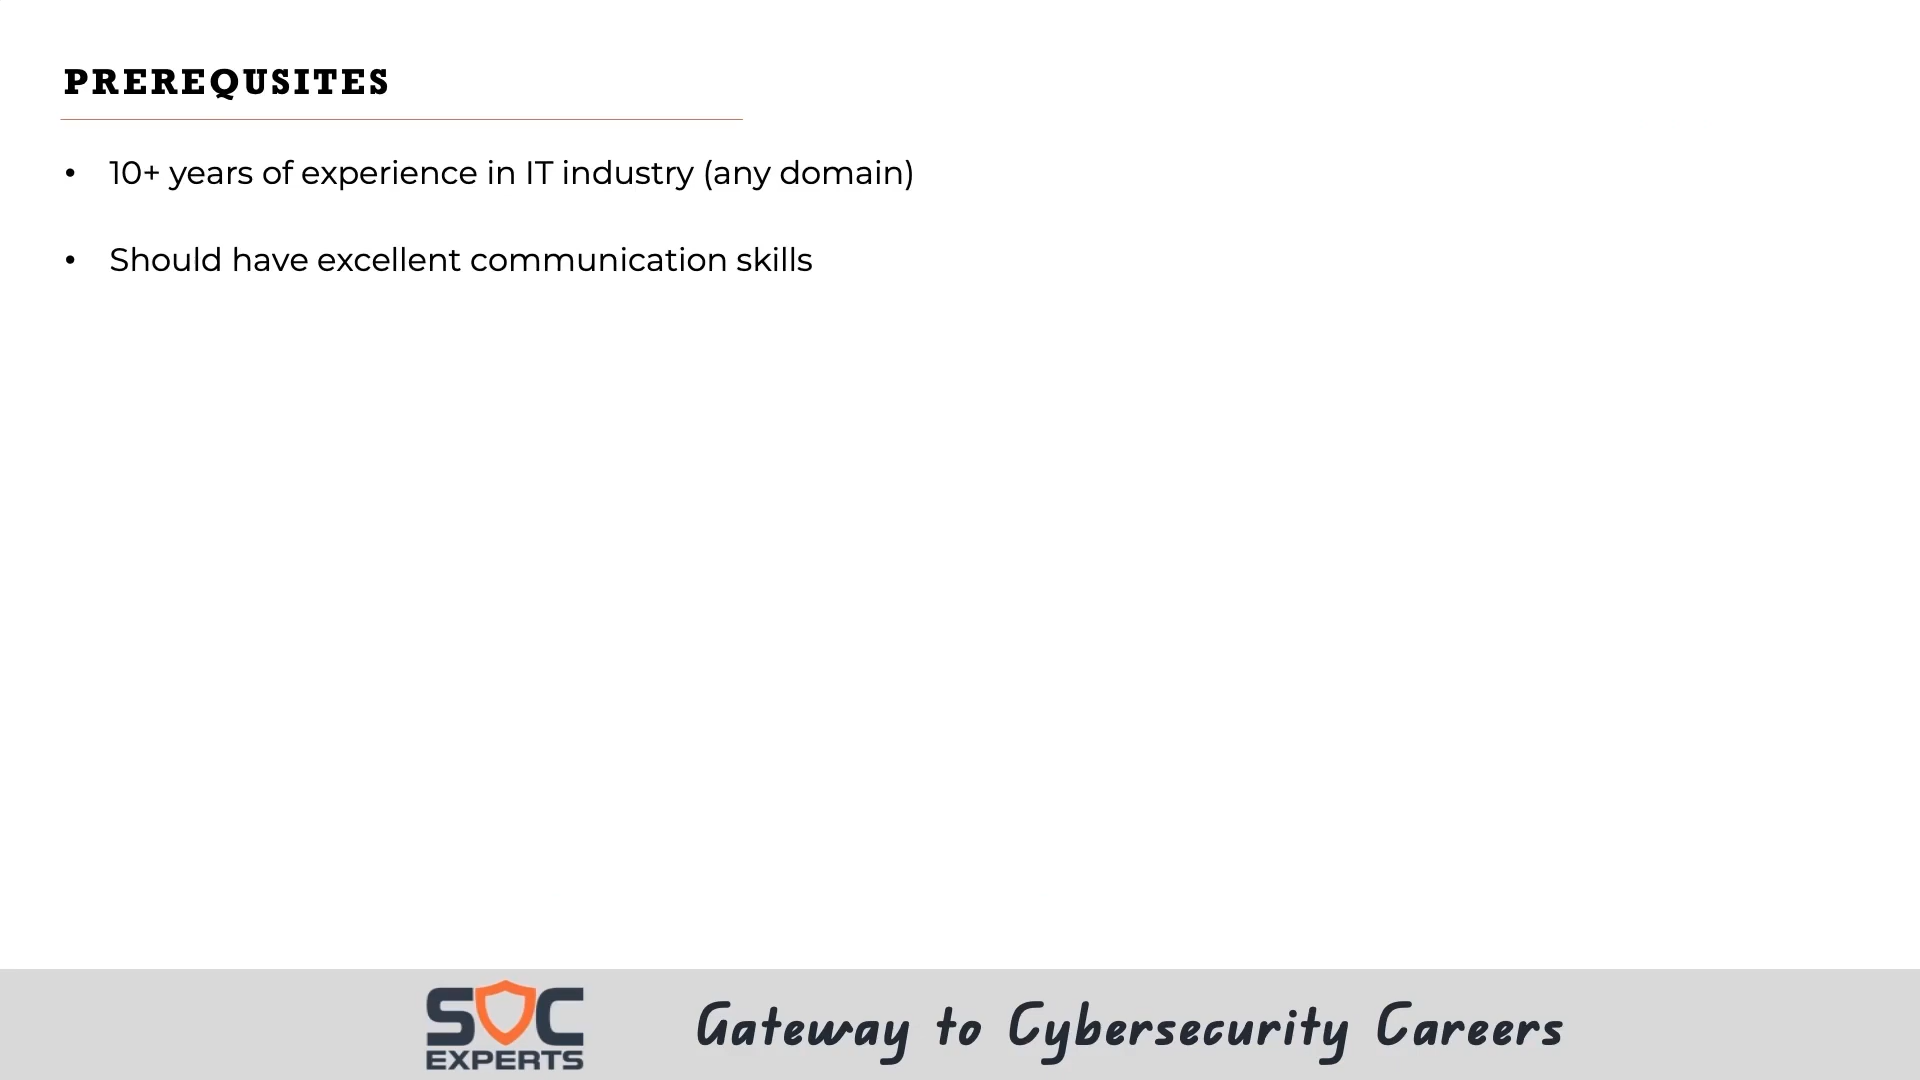 PREREQUSITES
• 10+ years of experience in IT industry (any domain)
• Should have excellent communication skills
SOC
EXPERTS
Gateway to Cybersecurity Careers